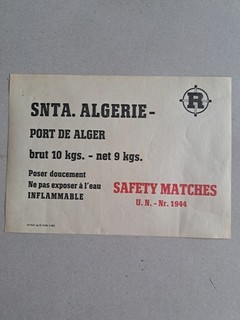 R
SNTA. ALGERIE-
PORT DE ALGER
brut 10 kgs. - net 9 kgs.
Poser doucement
Ne pas exposer à l'eau
INFLAMMABLE
SAFETY MATCHES
U. N. - Nr. 1944